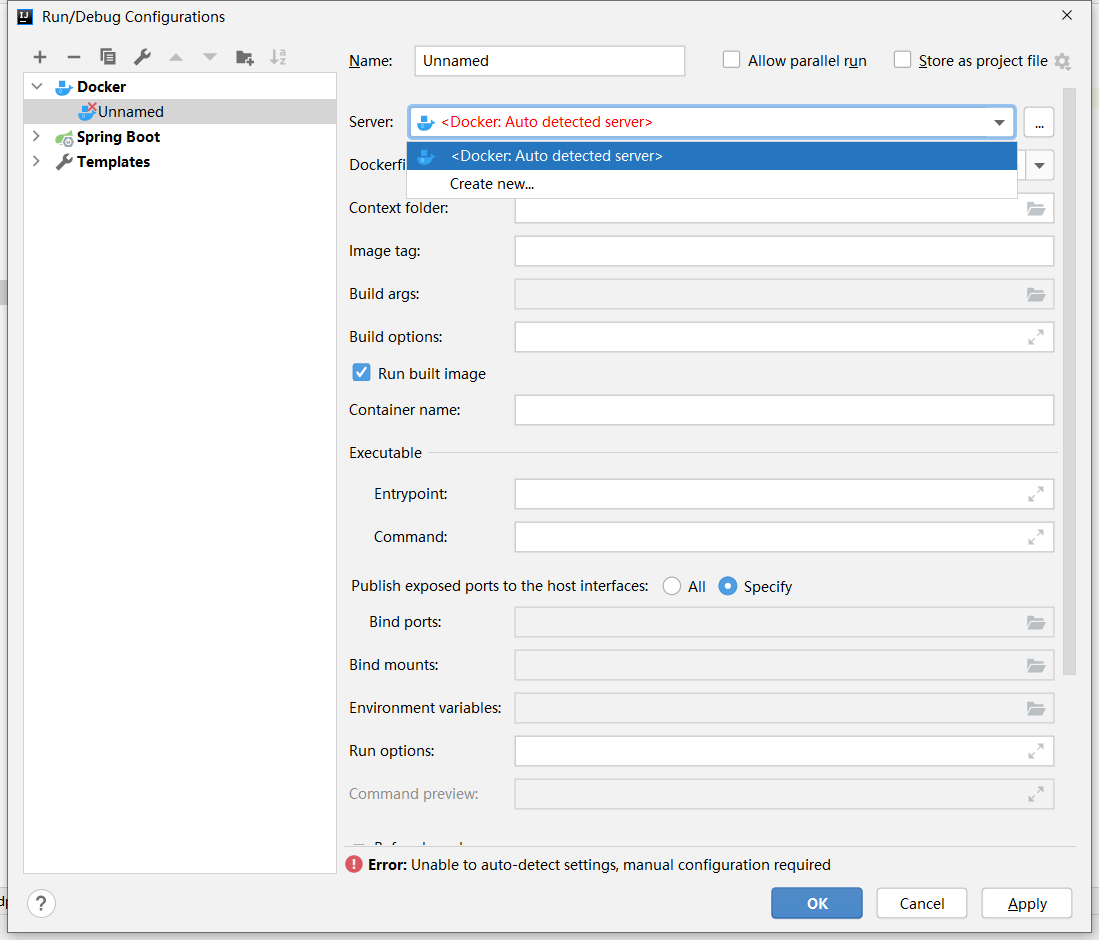 Run/Debug Configurations
Name:
Unnamed
Allow parallel run
Store as project file
Docker
Unnamed
Spring Boot
Templates
Server:
<Docker: Auto detected server>
...
<Docker: Auto detected server>
Create new...
Dockerfi
Context folder:
Image tag:
Build args:
Build options:
Run built image
Container name:
Executable
Entrypoint:
Command:
Publish exposed ports to the host interfaces:
All
Specify
Bind ports:
Bind mounts:
Environment variables:
Run options:
Command preview:
Error: Unable to auto-detect settings, manual configuration required
?
OK
Cancel
Apply